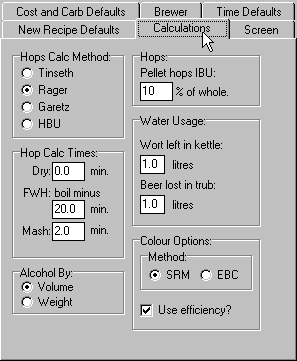 Cost and Carb Defaults
Brewer
Time Defaults
New Recipe Defaults
Calculations
Screen
Hops Calc Method:
Tinseth
Rager
Garetz
HBU
Hops:
Pellet hops IBU:
10 % of whole.
Water Usage:
Wort left in kettle:
1.0 litres
Beer lost in trub:
1.0 litres
Hop Calc Times:
Dry: 0.0 min.
FWH: boil minus
20.0 min.
Mash: 2.0 min.
Alcohol By:
Volume
Weight
Colour Options:
Method:
SRM
EBC
Use efficiency?